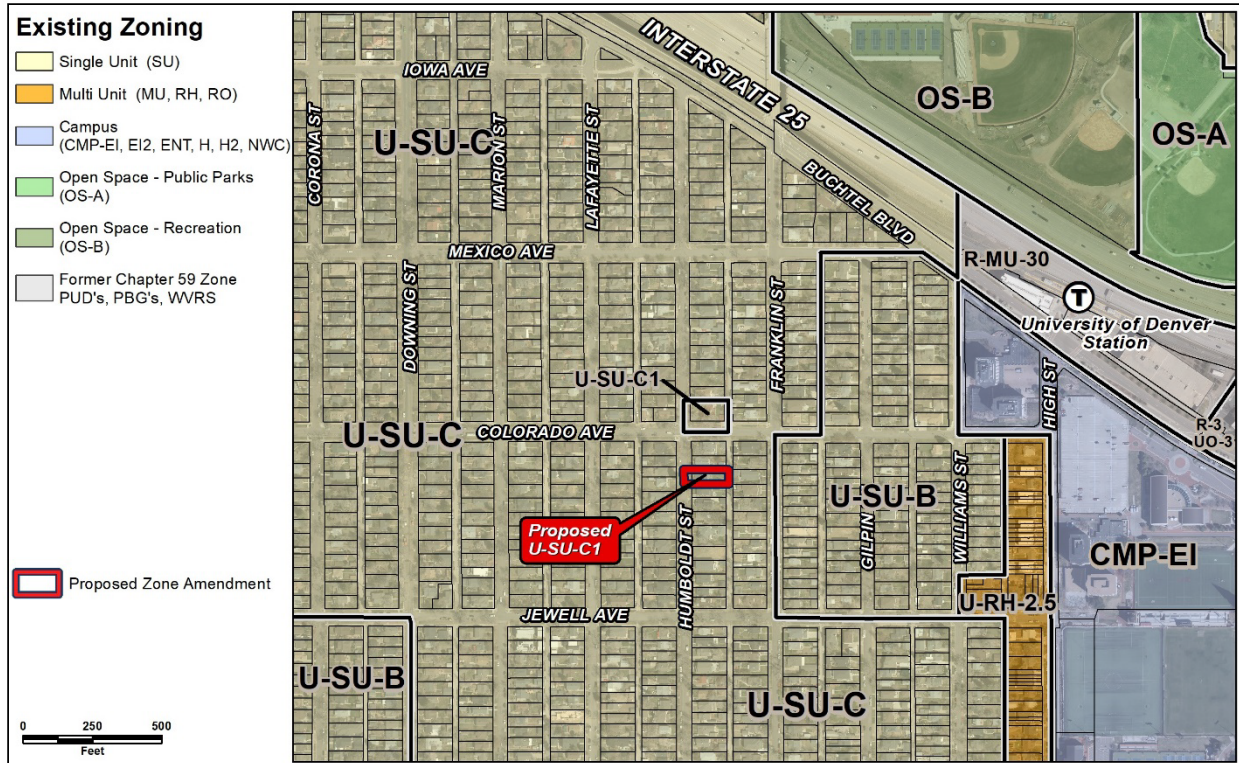 Existing Zoning
Single Unit (SU)
Multi Unit (MU, RH, RO)
Campus
(CMP-EI, EI2, ENT, H, H2, NWC)
Open Space - Public Parks
(OS-A)
Open Space - Recreation
(OS-B)
Former Chapter 59 Zone
PUD's, PBG's, WVRS
Proposed Zone Amendment
0 250 500
Feet
INTERSTATE 25
IOWA AVE
OS-B
OS-A
U-SU-C
CORONA ST
MARION ST
LAFAYETTE ST
BUCHTEL BLVD
MEXICO AVE
R-MU-30
T
University of Denver
Station
DOWNING ST
FRANKLIN ST
U-SU-C1
HIGH ST
U-SU-C
COLORADO AVE
R-3
UO-3
U-SU-B
GILPIN
WILLIAMS ST
Proposed
U-SU-C1
HUMBOLDT ST
CMP-EI
U-RH-2.5
JEWELL AVE
U-SU-B
U-SU-C